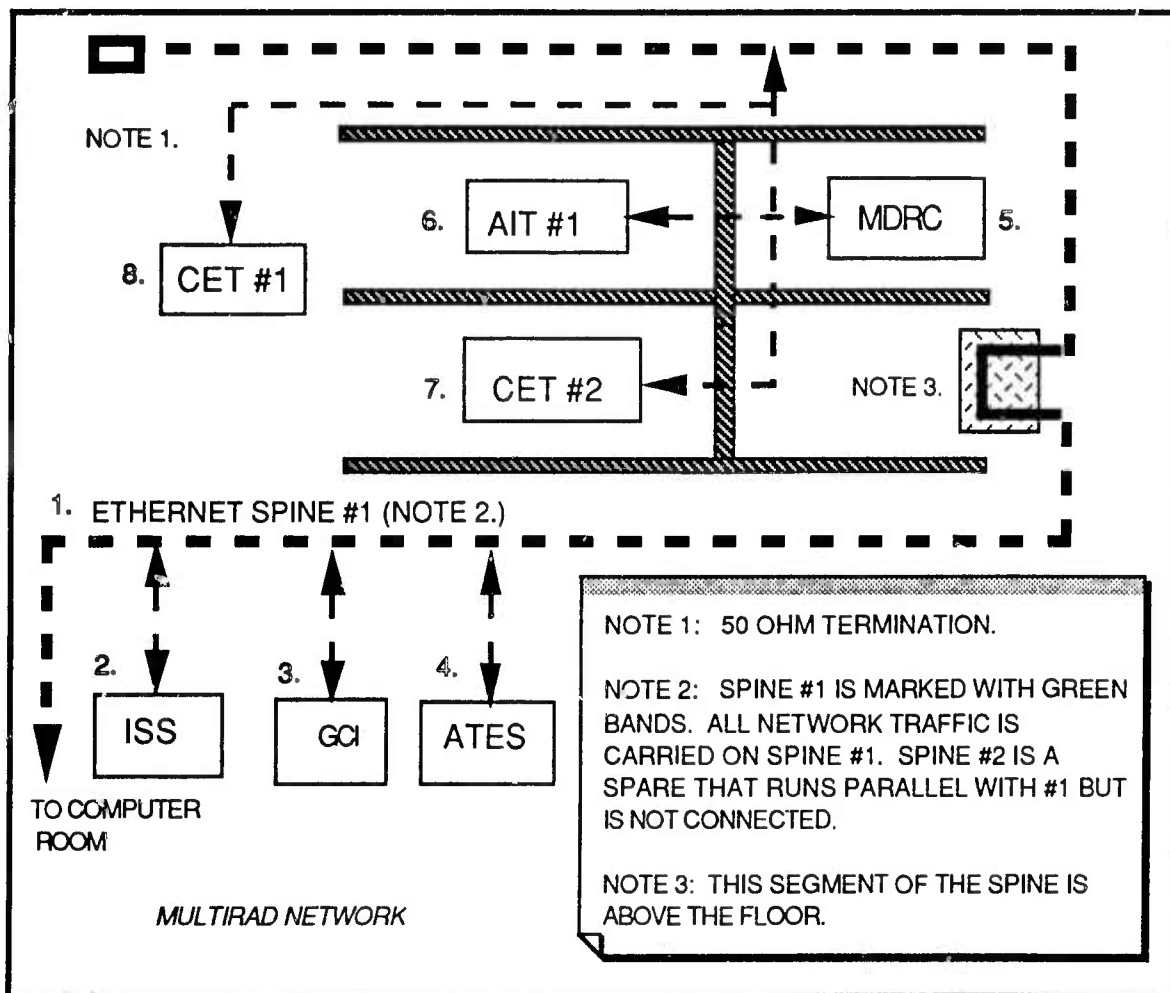 NOTE 1.
6. AIT #1
MDRC 5.
8. CET #1
7. CET #2
NOTE 3.
1. ETHERNET SPINE #1 (NOTE 2.)
2. ISS
3. GCI
4. ATES
TO COMPUTER
ROOM
MULTIRAD NETWORK
NOTE 1: 50 OHM TERMINATION.
NOTE 2: SPINE #1 IS MARKED WITH GREEN
BANDS. ALL NETWORK TRAFFIC IS
CARRIED ON SPINE #1. SPINE #2 IS A
SPARE THAT RUNS PARALLEL WITH #1 BUT
IS NOT CONNECTED.
NOTE 3: THIS SEGMENT OF THE SPINE IS
ABOVE THE FLOOR.